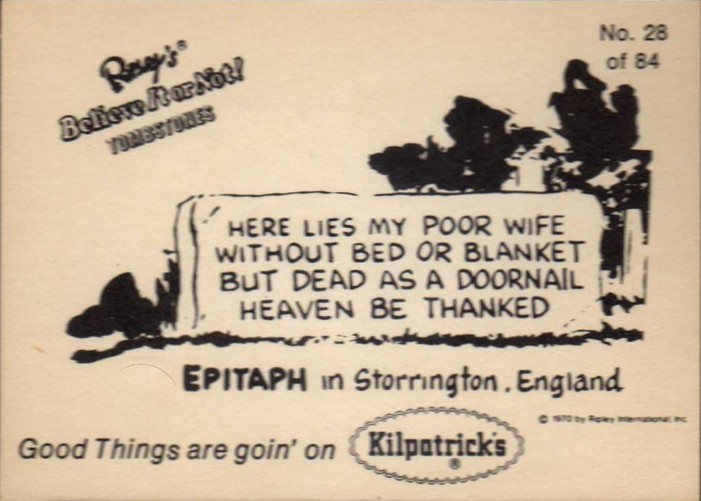 No. 28
of 84
Ripley's®
Believe It or Not!
TOMBSTONES
HERE LIES MY POOR WIFE
WITHOUT BED OR BLANKET
BUT DEAD AS A DOORNAIL
HEAVEN BE THANKED
EPITAPH in Storrington, England
© 1970 by Ripley International, Inc.
Good Things are goin' on Kilpatrick's®